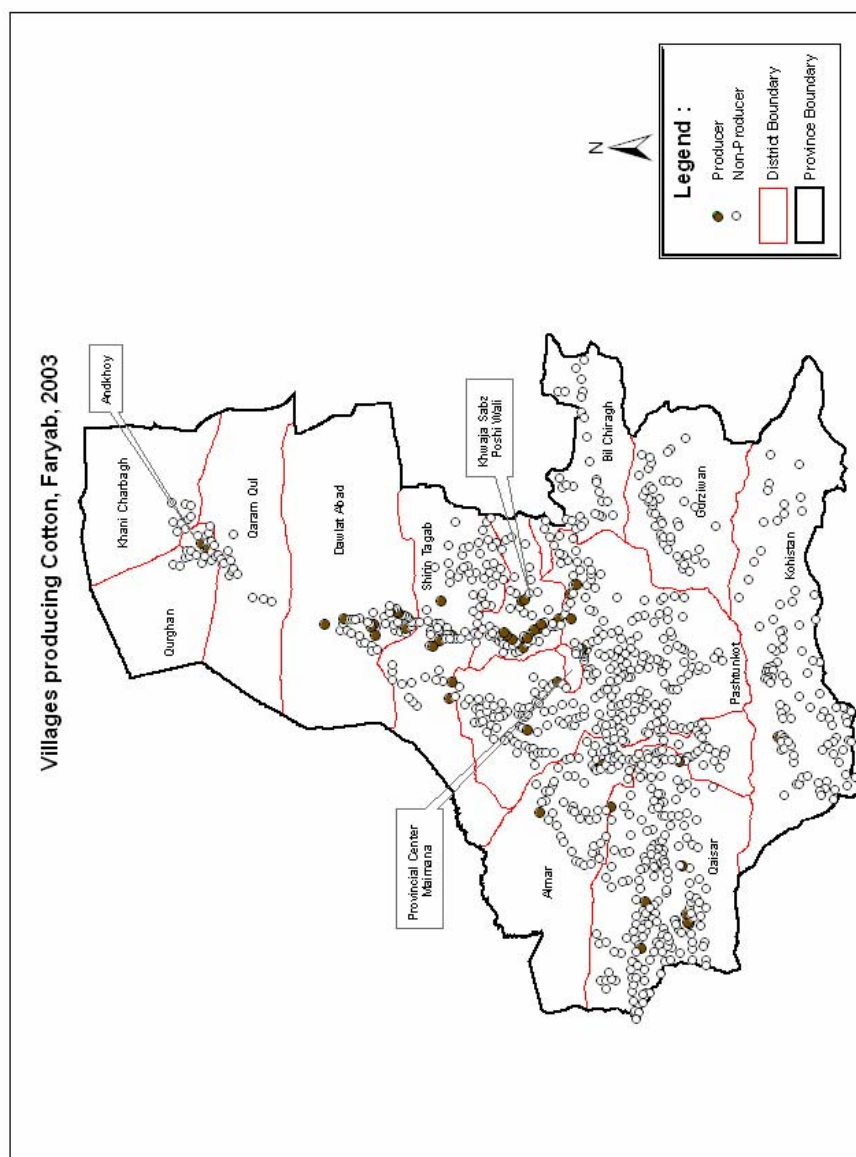 Villages producing Cotton, Faryab, 2003
Andkhoy
Khani Charbagh
Qurghan
Qaram Qul
Dawlat Abad
Shirin Tagab
Khwaja Sabz
Poshi Wali
Provincial Center
Maimana
Almar
Bil Chiragh
Gurziwan
Pashtunkot
Qaisar
Kohistan
N
Legend :
Producer
Non-Producer
District Boundary
Province Boundary